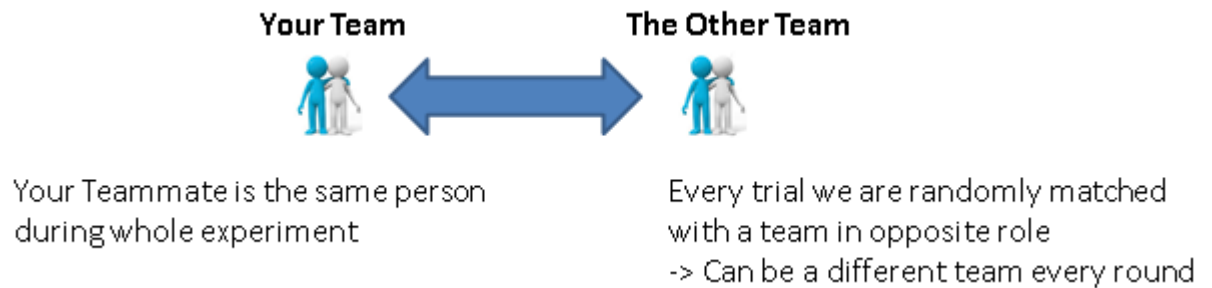 Your Team
The Other Team
Your Teammate is the same person
during whole experiment
Every trial we are randomly matched
with a team in opposite role
-> Can be a different team every round